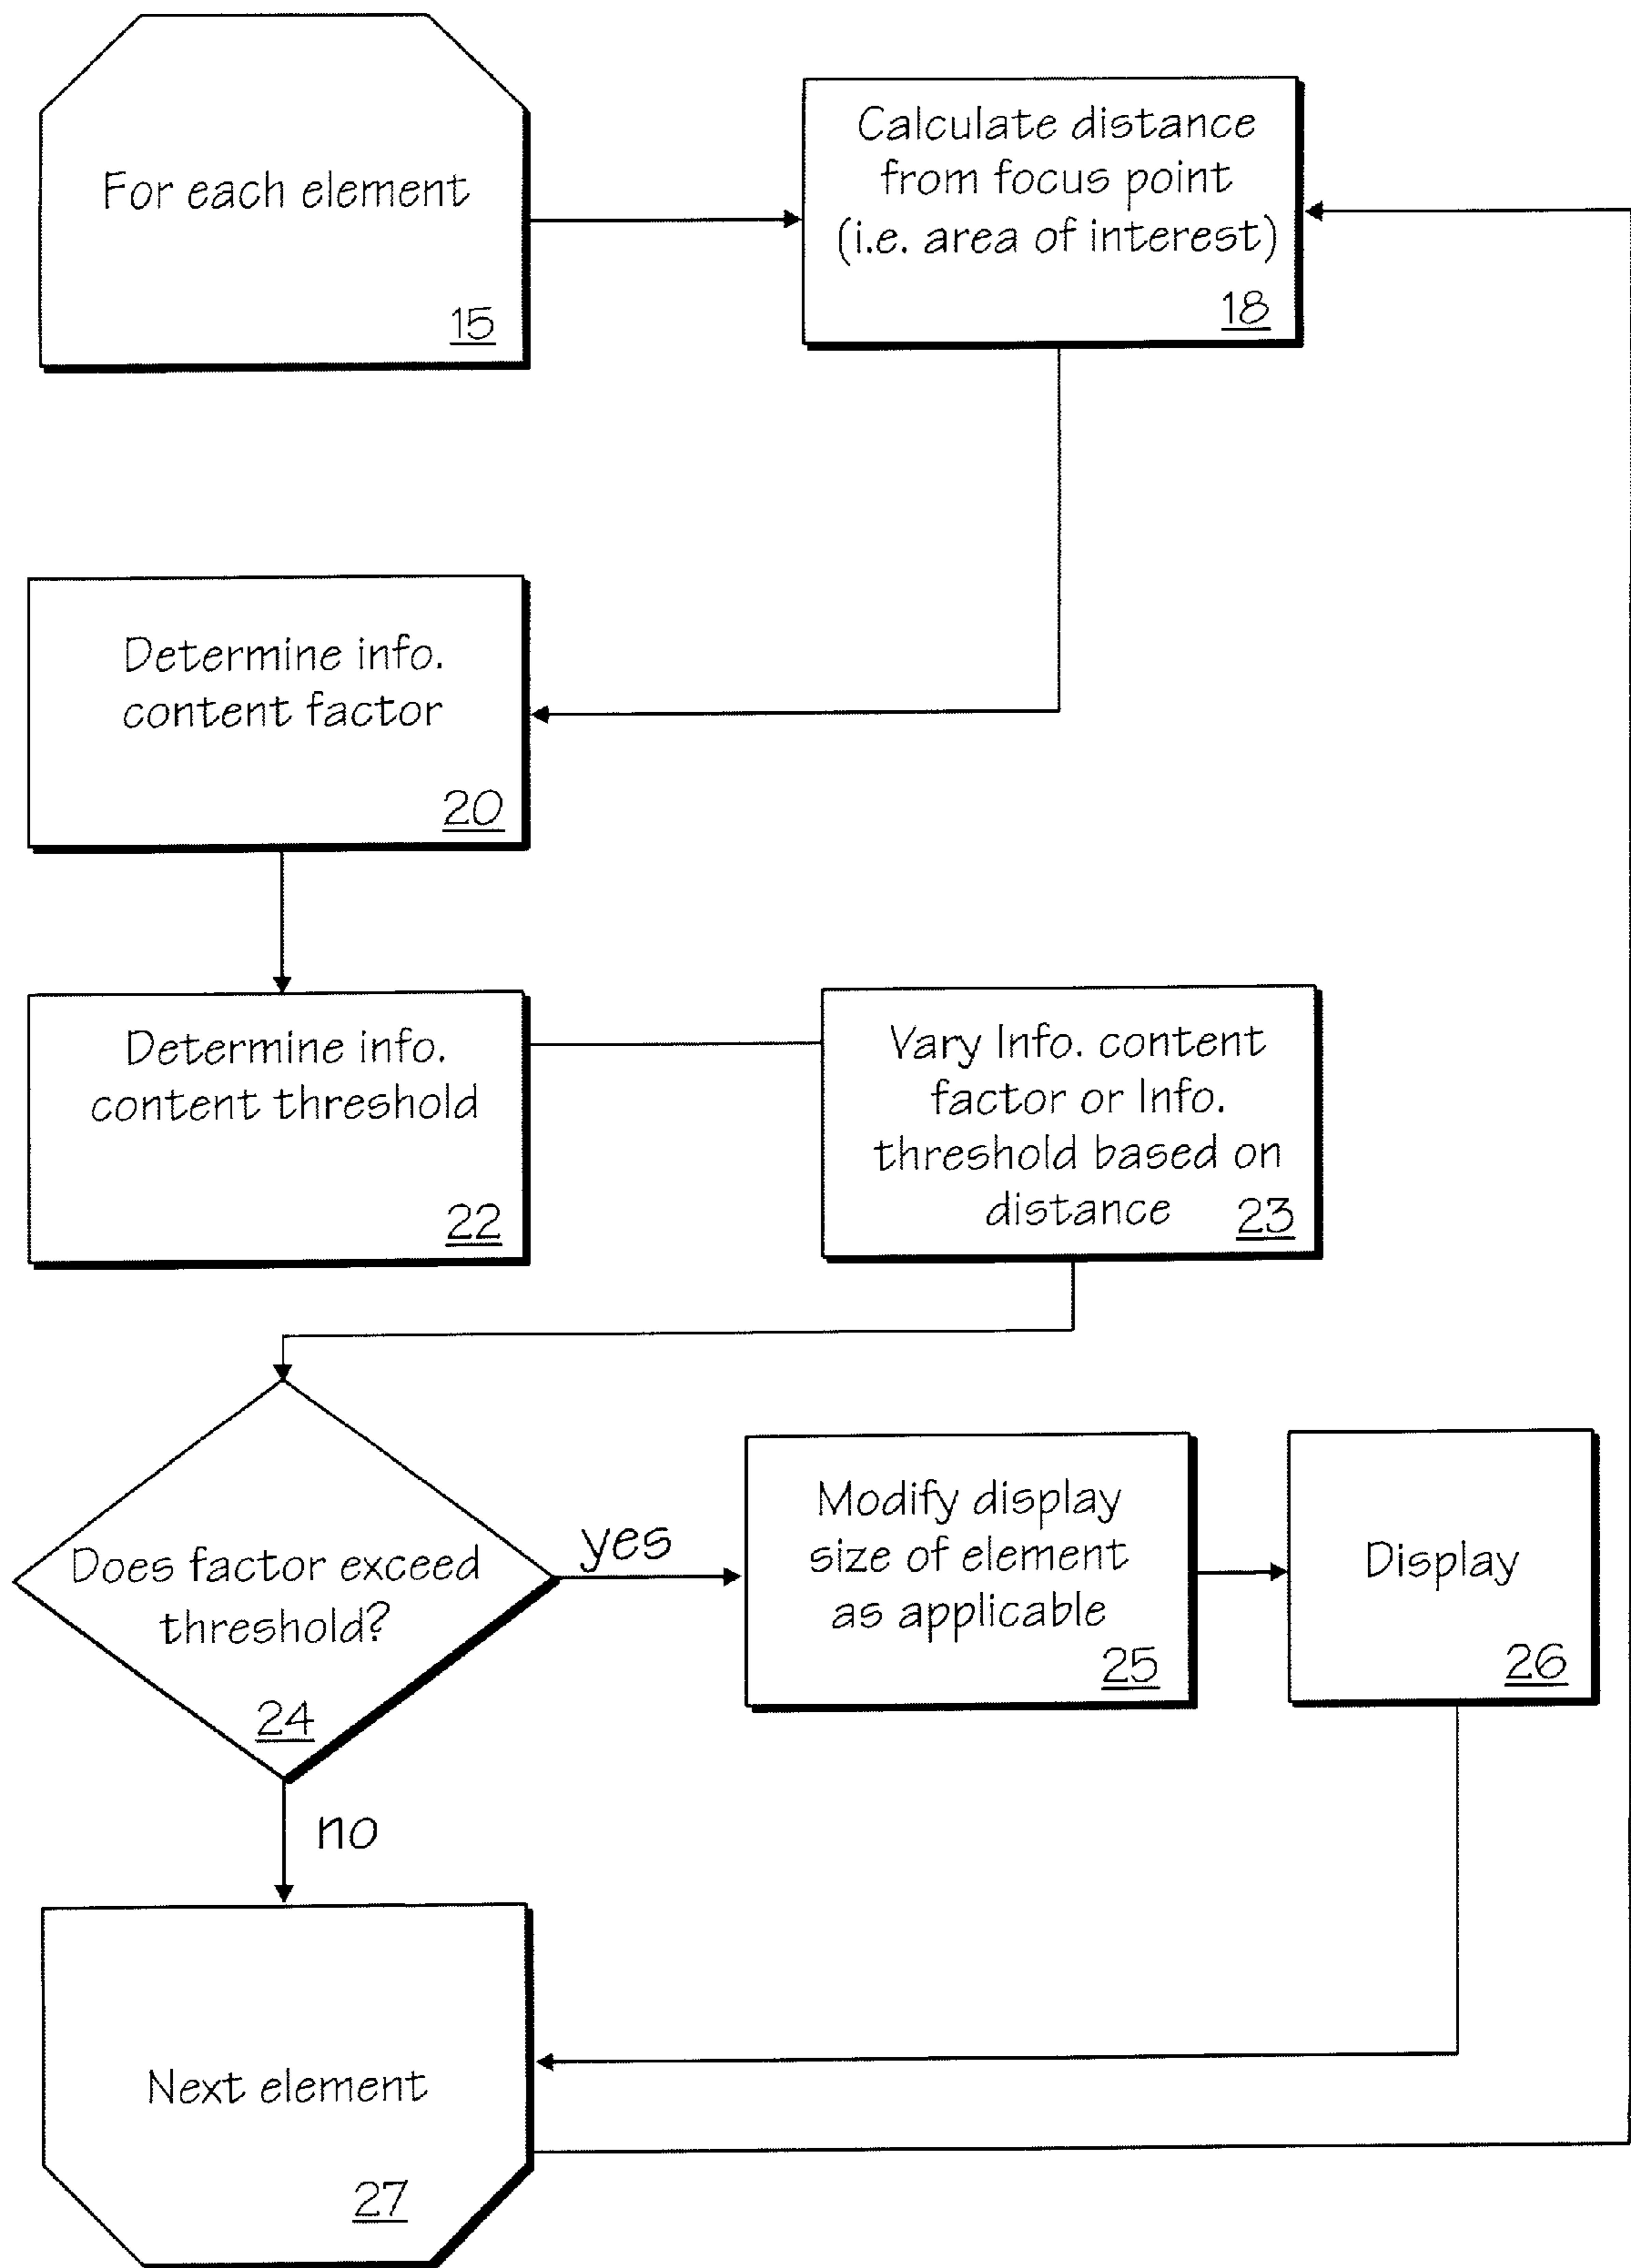 For each element
15
Calculate distance
from focus point
(i.e. area of interest)
18
Determine info.
content factor
20
Determine info.
content threshold
22
Vary Info. content
factor or Info.
threshold based on
distance 23
Does factor exceed
threshold?
24
yes
Modify display
size of element
as applicable
25
Display
26
no
Next element
27